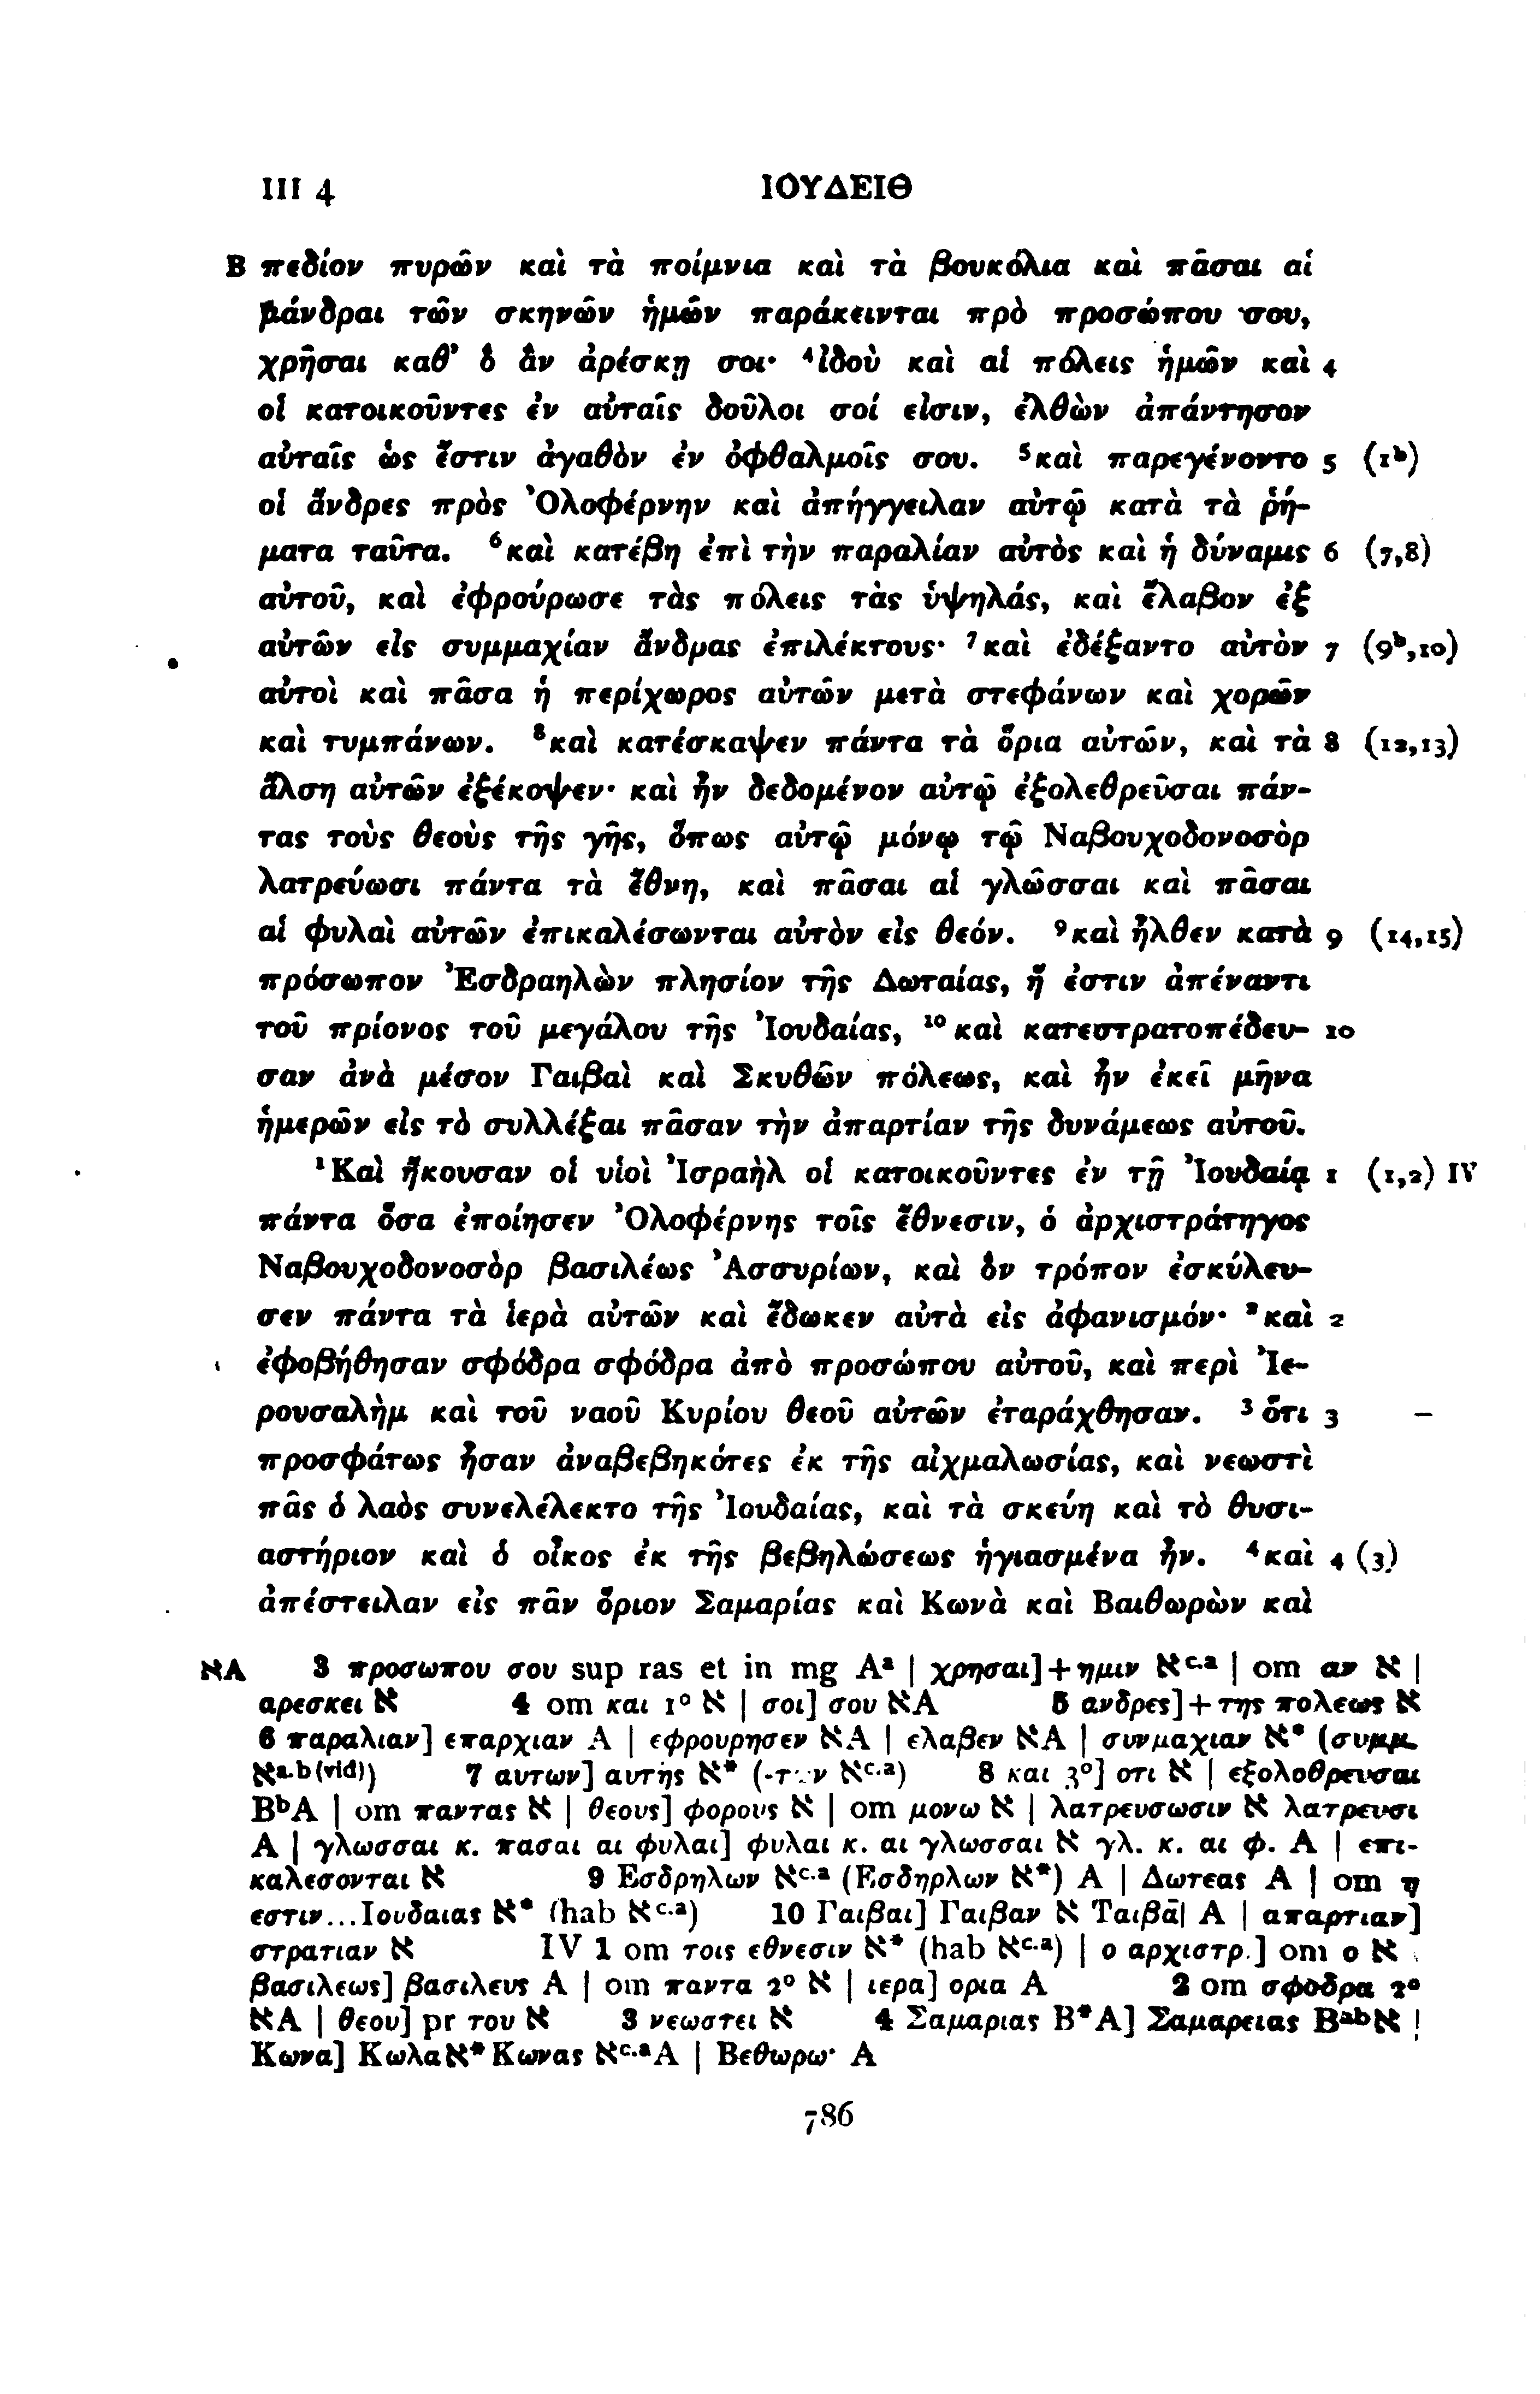 III 4 ΙΟΥΔΕΙΘ
B πεδίον πυρῶν καὶ τὰ ποίμνια καὶ τὰ βουκόλια καὶ πᾶσαι αἱ
μάνδραι τῶν σκηνῶν ἡμῶν παράκεινται πρὸ προσώπου σου,
χρῆσαι καθ᾽ ὃ ἂν ἀρέσκῃ σοι· ⁴ἰδοὺ καὶ αἱ πόλεις ἡμῶν καὶ 4
οἱ κατοικοῦντες ἐν αὐταῖς δοῦλοι σοί εἰσιν, ἐλθὼν ἀπάντησον
αὐταῖς ὡς ἔστιν ἀγαθὸν ἐν ὀφθαλμοῖς σου. ⁵καὶ παρεγένοντο 5 (1ᵇ)
οἱ ἄνδρες πρὸς Ὀλοφέρνην καὶ ἀπήγγειλαν αὐτῷ κατὰ τὰ ῥή-
ματα ταῦτα. ⁶καὶ κατέβη ἐπὶ τὴν παραλίαν αὐτὸς καὶ ἡ δύναμις 6 (7,8)
αὐτοῦ, καὶ ἐφρούρωσε τὰς πόλεις τὰς ὑψηλάς, καὶ ἔλαβον ἐξ
αὐτῶν εἰς συμμαχίαν ἄνδρας ἐπιλέκτους· ⁷καὶ ἐδέξαντο αὐτὸν 7 (9ᵇ,10)
αὐτοὶ καὶ πᾶσα ἡ περίχωρος αὐτῶν μετὰ στεφάνων καὶ χορῶν
καὶ τυμπάνων. ⁸καὶ κατέσκαψεν πάντα τὰ ὅρια αὐτῶν, καὶ τὰ 8 (12,13)
ἄλση αὐτῶν ἐξέκοψεν· καὶ ἦν δεδομένον αὐτῷ ἐξολεθρεῦσαι πάν-
τας τοὺς θεοὺς τῆς γῆς, ὅπως αὐτῷ μόνῳ τῷ Ναβουχοδονοσὸρ
λατρεύωσι πάντα τὰ ἔθνη, καὶ πᾶσαι αἱ γλῶσσαι καὶ πᾶσαι
αἱ φυλαὶ αὐτῶν ἐπικαλέσωνται αὐτὸν εἰς θεόν. ⁹καὶ ἦλθεν κατὰ 9 (14,15)
πρόσωπον Ἐσδραηλὼν πλησίον τῆς Δωταίας, ἥ ἐστιν ἀπέναντι
τοῦ πρίονος τοῦ μεγάλου τῆς Ἰουδαίας, ¹⁰καὶ κατεστρατοπέδευ- 10
σαν ἀνὰ μέσον Γαιβαὶ καὶ Σκυθῶν πόλεως, καὶ ἦν ἐκεῖ μῆνα
ἡμερῶν εἰς τὸ συλλέξαι πᾶσαν τὴν ἀπαρτίαν τῆς δυνάμεως αὐτοῦ.
¹Καὶ ἤκουσαν οἱ υἱοὶ Ἰσραὴλ οἱ κατοικοῦντες ἐν τῇ Ἰουδαίᾳ 1 (1,2) IV
πάντα ὅσα ἐποίησεν Ὀλοφέρνης τοῖς ἔθνεσιν, ὁ ἀρχιστράτηγος
Ναβουχοδονοσὸρ βασιλέως Ἀσσυρίων, καὶ ὃν τρόπον ἐσκύλευ-
σεν πάντα τὰ ἱερὰ αὐτῶν καὶ ἔδωκεν αὐτὰ εἰς ἀφανισμόν· ²καὶ 2
ἐφοβήθησαν σφόδρα σφόδρα ἀπὸ προσώπου αὐτοῦ, καὶ περὶ Ἰε-
ρουσαλὴμ καὶ τοῦ ναοῦ Κυρίου θεοῦ αὐτῶν ἐταράχθησαν. ³ὅτι 3 –
προσφάτως ἦσαν ἀναβεβηκότες ἐκ τῆς αἰχμαλωσίας, καὶ νεωστὶ
πᾶς ὁ λαὸς συνελέλεκτο τῆς Ἰουδαίας, καὶ τὰ σκεύη καὶ τὸ θυσι-
αστήριον καὶ ὁ οἶκος ἐκ τῆς βεβηλώσεως ἡγιασμένα ἦν. ⁴καὶ 4 (3)
ἀπέστειλαν εἰς πᾶν ὅριον Σαμαρίας καὶ Κωνὰ καὶ Βαιθωρὼν καὶ
אA 3 προσωπου σου sup ras et in mg Aᵃ | χρησαι]+ημιν אᶜ·ᵃ | om αν א |
αρεσκει א 4 om και 1° א | σοι] σου אA 5 ανδρες]+της πολεως א
6 παραλιαν] επαρχιαν A | εφρουρησεν אA | ελαβεν אA | συνμαχιαν א* (συμμ.
אᵃ·ᵇ⁽ᵛⁱᵈ⁾) 7 αυτων] αυτης א* (-των אᶜ·ᵃ) 8 και 3°] οτι א | εξολοθρευσαι
BᵇA | om παντας א | θεους] φορους א | om μονω א | λατρευσωσιν א λατρευσι
A | γλωσσαι κ. πασαι αι φυλαι] φυλαι κ. αι γλωσσαι א γλ. κ. αι φ. A | επι-
καλεσονται א 9 Εσδρηλων אᶜ·ᵃ (Εσδηρλων א*) A | Δωτεας A | om η
εστιν...Ιουδαιας א* (hab אᶜ·ᵃ) 10 Γαιβαι] Γαιβαν א Ταιβα̅| A | απαρτιαν]
στρατιαν א IV 1 om τοις εθνεσιν א* (hab אᶜ·ᵃ) | ο αρχιστρ.] om ο א
βασιλεως] βασιλευς A | om παντα 2° א | ιερα] ορια A 2 om σφοδρα 2°
אA | θεου] pr του א 3 νεωστει א 4 Σαμαριας B*A] Σαμαρειας Bᵃᵇא |
Κωνα] Κωλα א* Κωνας אᶜ·ᵃA | Βεθωρω· A
786